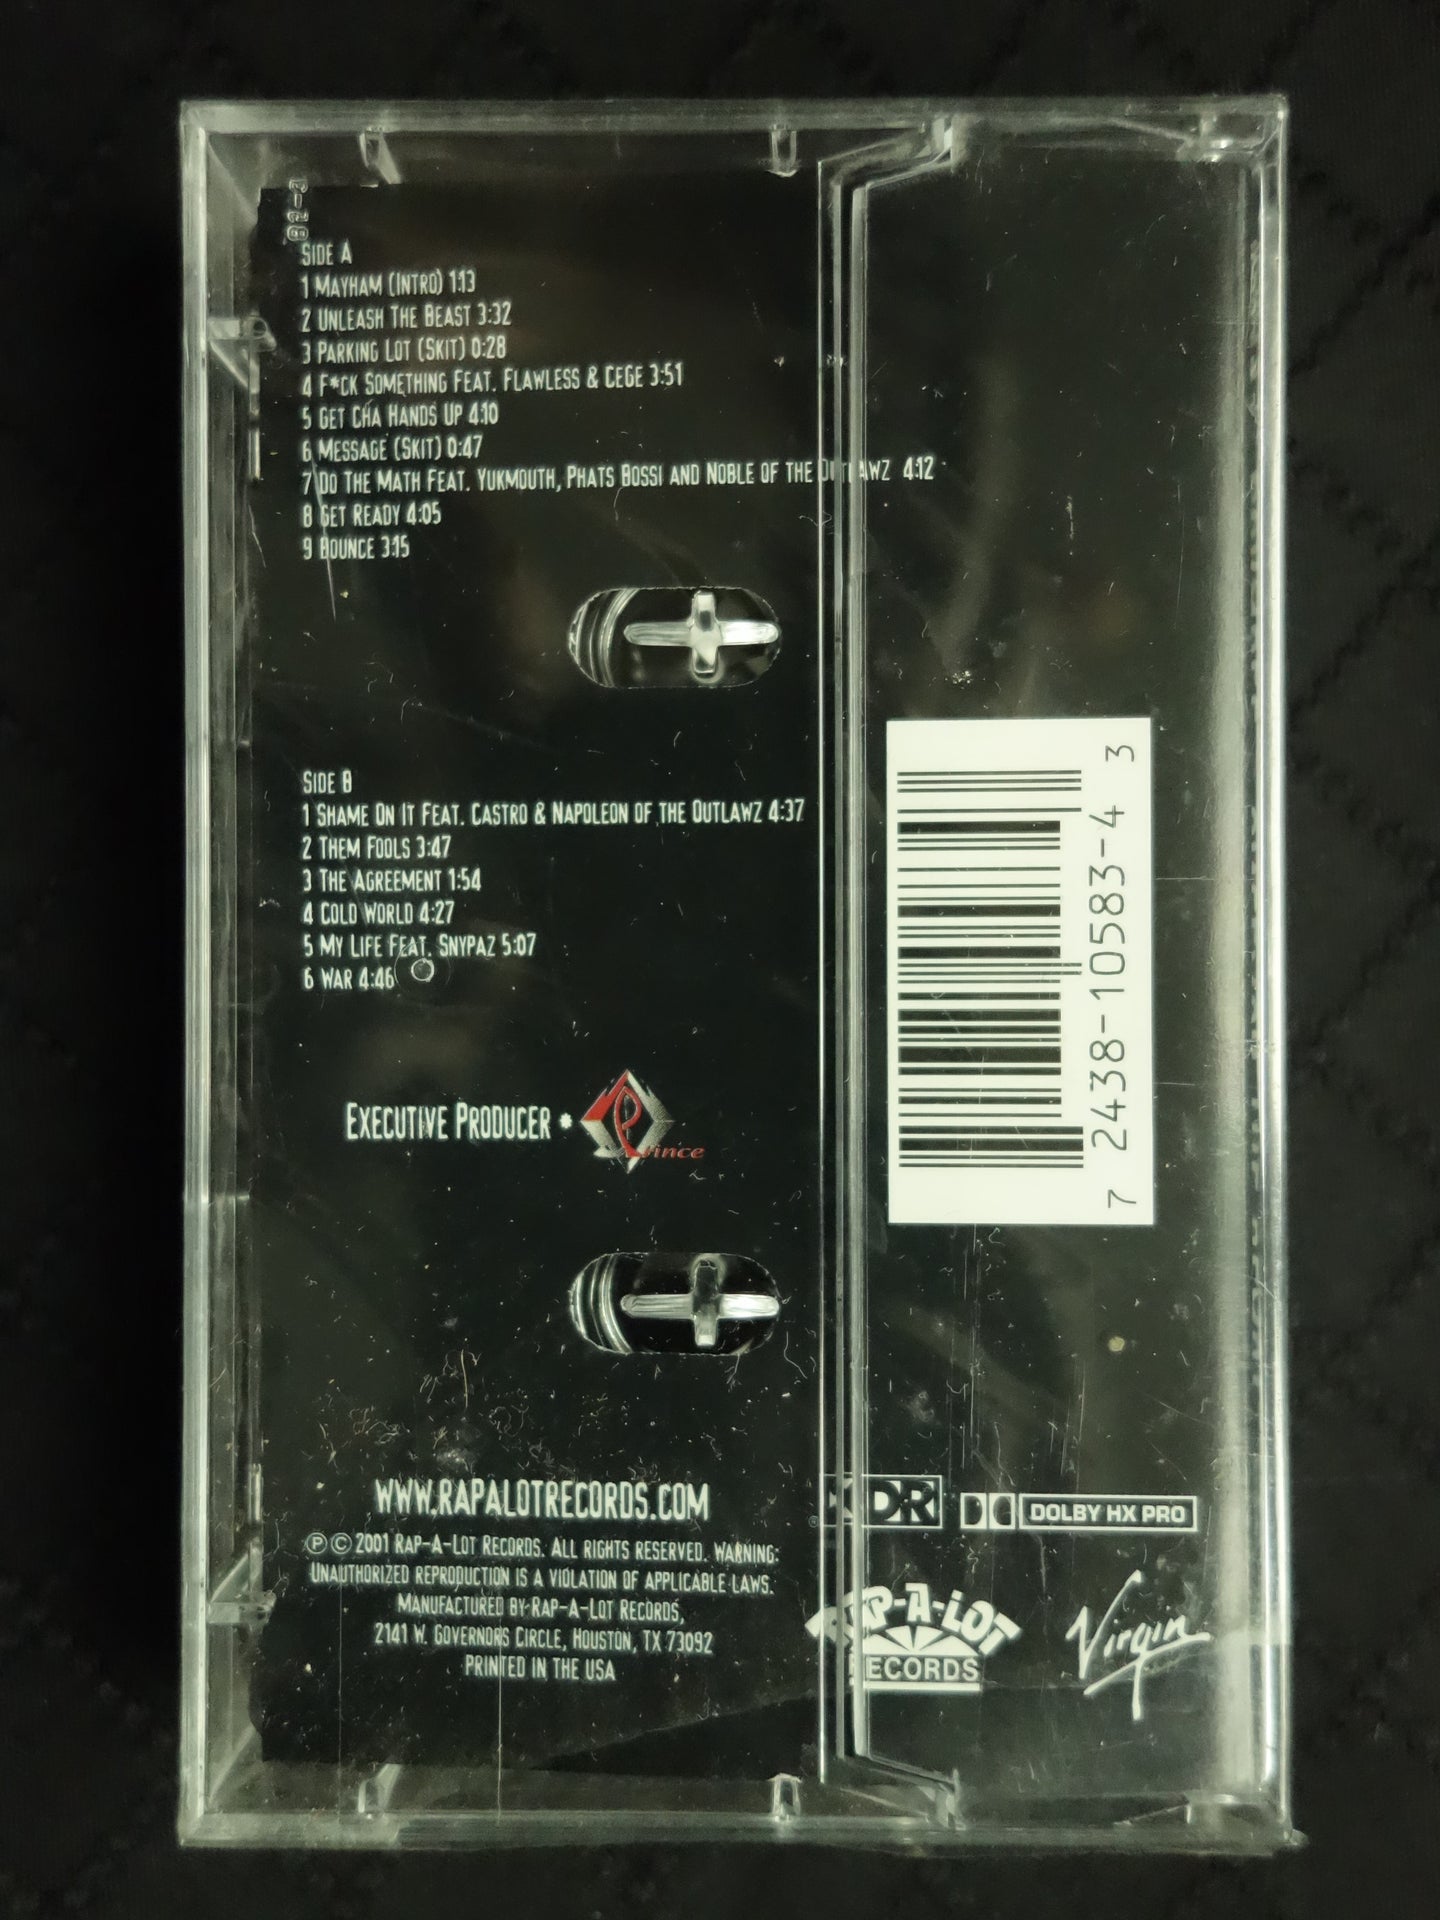 SIDE A
1 MAYHAM (INTRO) 1:13
2 UNLEASH THE BEAST 3:32
3 PARKING LOT (SKIT) 0:28
4 F*CK SOMETHING FEAT. FLAWLESS & CEGE 3:51
5 GET CHA HANDS UP 4:10
6 MESSAGE (SKIT) 0:47
7 DO THE MATH FEAT. YUKMOUTH, PHATS BOSSI AND NOBLE OF THE OUTLAWZ 4:12
8 GET READY 4:05
9 BOUNCE 3:15
SIDE B
1 SHAME ON IT FEAT. CASTRO & NAPOLEON OF THE OUTLAWZ 4:37
2 THEM FOOLS 3:47
3 THE AGREEMENT 1:54
4 COLD WORLD 4:27
5 MY LIFE FEAT. SNYPAZ 5:07
6 WAR 4:46
EXECUTIVE PRODUCER * Prince
7 2438-10583-4 3
WWW.RAPALOTRECORDS.COM
Ⓟ © 2001 RAP-A-LOT RECORDS. ALL RIGHTS RESERVED. WARNING:
UNAUTHORIZED REPRODUCTION IS A VIOLATION OF APPLICABLE LAWS.
MANUFACTURED BY RAP-A-LOT RECORDS,
2141 W. GOVERNORS CIRCLE, HOUSTON, TX 73092
PRINTED IN THE USA
XDR
DOLBY HX PRO
RAP-A-LOT
RECORDS
Virgin